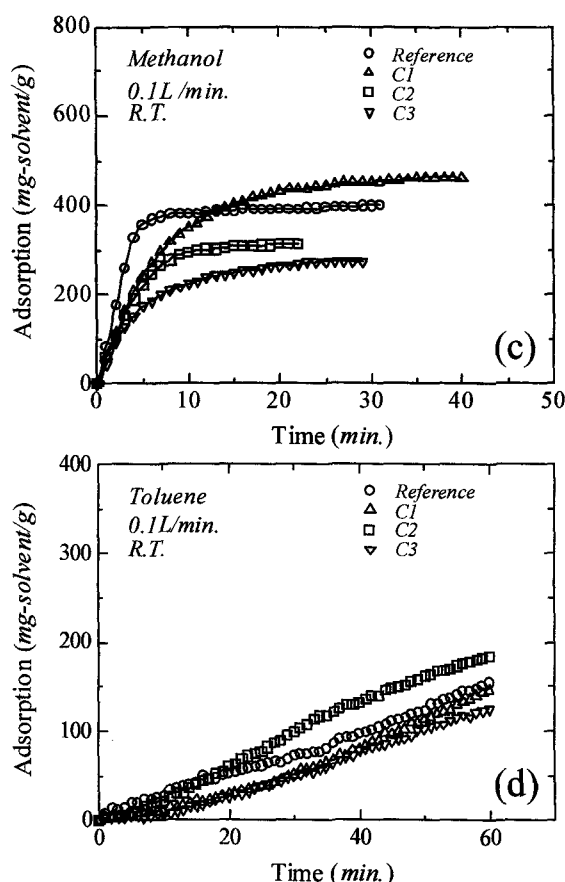 800
600
400
200
0
Adsorption (mg-solvent/g)
Methanol
0.1L /min.
R.T.
Reference
C1
C2
C3
(c)
0 10 20 30 40 50
Time (min.)
400
300
200
100
0
Adsorption (mg-solvent/g)
Toluene
0.1L/min.
R.T.
Reference
C1
C2
C3
(d)
0 20 40 60
Time (min.)